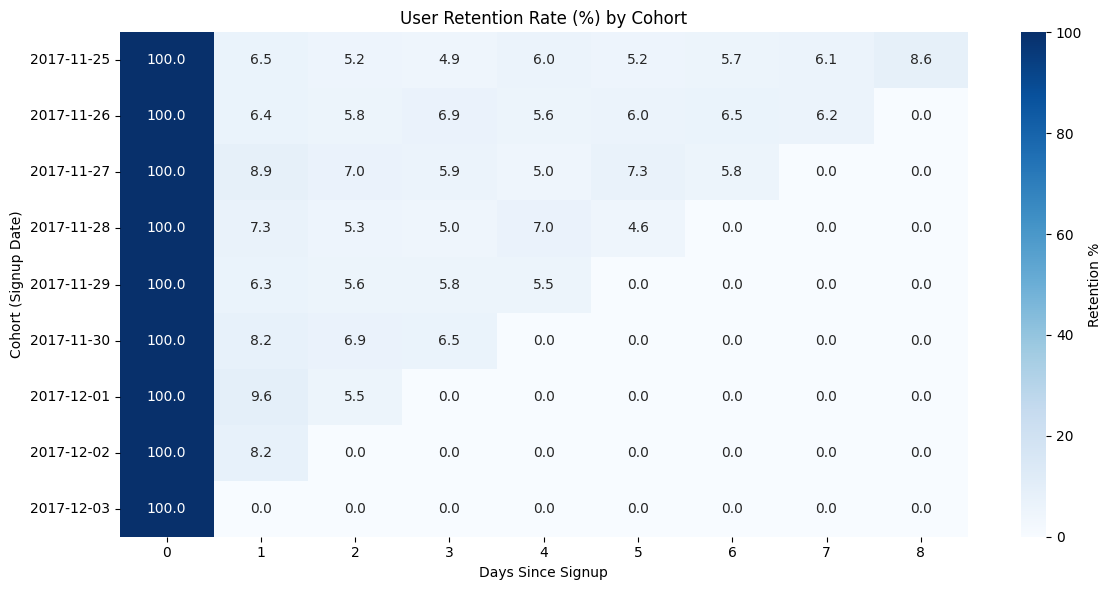 User Retention Rate (%) by Cohort
2017-11-25 100.0 6.5 5.2 4.9 6.0 5.2 5.7 6.1 8.6
2017-11-26 100.0 6.4 5.8 6.9 5.6 6.0 6.5 6.2 0.0
2017-11-27 100.0 8.9 7.0 5.9 5.0 7.3 5.8 0.0 0.0
2017-11-28 100.0 7.3 5.3 5.0 7.0 4.6 0.0 0.0 0.0
2017-11-29 100.0 6.3 5.6 5.8 5.5 0.0 0.0 0.0 0.0
2017-11-30 100.0 8.2 6.9 6.5 0.0 0.0 0.0 0.0 0.0
2017-12-01 100.0 9.6 5.5 0.0 0.0 0.0 0.0 0.0 0.0
2017-12-02 100.0 8.2 0.0 0.0 0.0 0.0 0.0 0.0 0.0
2017-12-03 100.0 0.0 0.0 0.0 0.0 0.0 0.0 0.0 0.0
0 1 2 3 4 5 6 7 8
Days Since Signup
Cohort (Signup Date)
100
80
60
40
20
0
Retention %